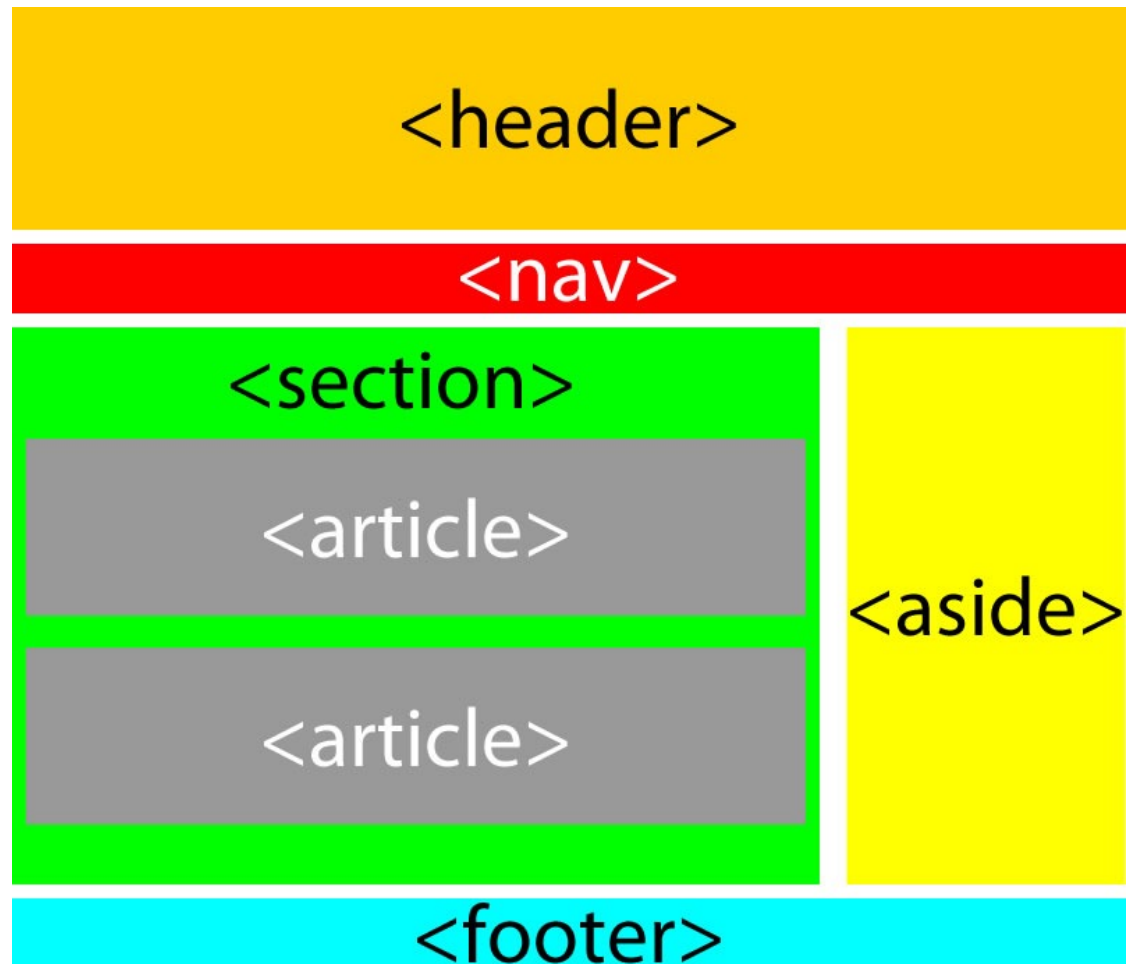 <header>
<nav>
<section>
<article>
<article>
<aside>
<footer>